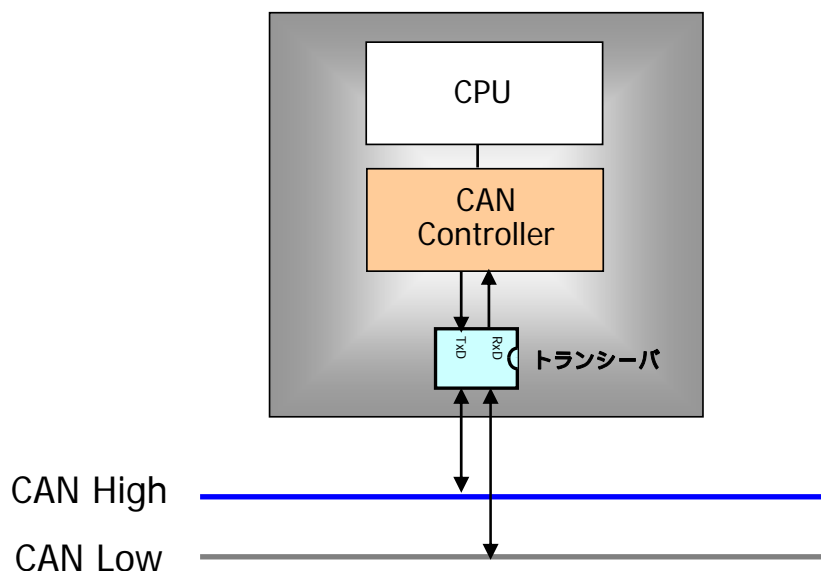 CPU
CAN
Controller
TxD
RxD
トランシーバ
CAN High
CAN Low